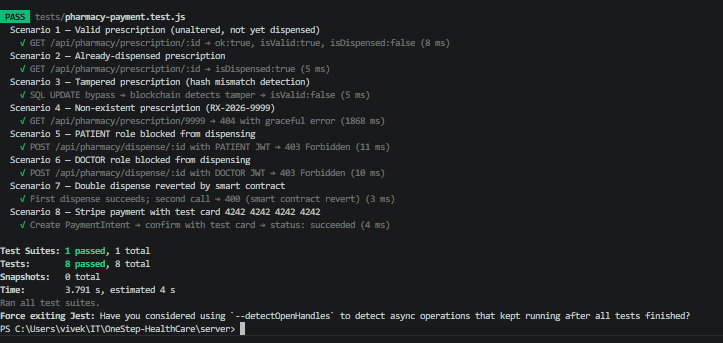 PASS tests/pharmacy-payment.test.js
Scenario 1 — Valid prescription (unaltered, not yet dispensed)
√ GET /api/pharmacy/prescription/:id → ok:true, isValid:true, isDispensed:false (8 ms)
Scenario 2 — Already-dispensed prescription
√ GET /api/pharmacy/prescription/:id → isDispensed:true (5 ms)
Scenario 3 — Tampered prescription (hash mismatch detection)
√ SQL UPDATE bypass → blockchain detects tamper → isValid:false (5 ms)
Scenario 4 — Non-existent prescription (RX-2026-9999)
√ GET /api/pharmacy/prescription/9999 → 404 with graceful error (1868 ms)
Scenario 5 — PATIENT role blocked from dispensing
√ POST /api/pharmacy/dispense/:id with PATIENT JWT → 403 Forbidden (11 ms)
Scenario 6 — DOCTOR role blocked from dispensing
√ POST /api/pharmacy/dispense/:id with DOCTOR JWT → 403 Forbidden (10 ms)
Scenario 7 — Double dispense reverted by smart contract
√ First dispense succeeds; second call → 400 (smart contract revert) (3 ms)
Scenario 8 — Stripe payment with test card 4242 4242 4242 4242
√ Create PaymentIntent → confirm with test card → status: succeeded (4 ms)
Test Suites: 1 passed, 1 total
Tests: 8 passed, 8 total
Snapshots: 0 total
Time: 3.791 s, estimated 4 s
Ran all test suites.
Force exiting Jest: Have you considered using `--detectOpenHandles` to detect async operations that kept running after all tests finished?
PS C:\Users\vivek\IT\OneStep-HealthCare\server>